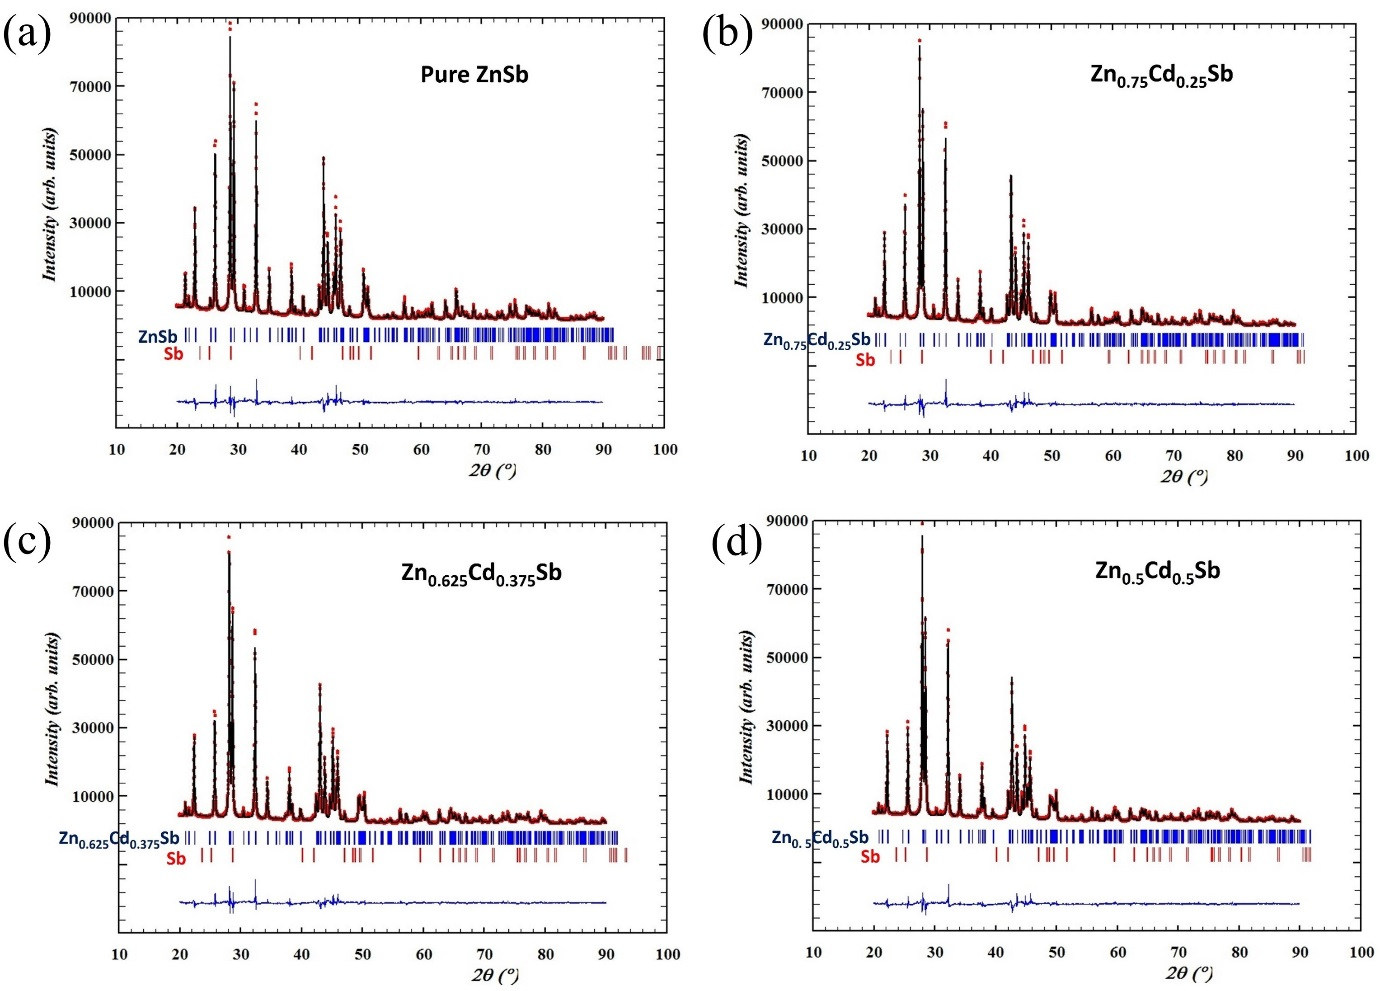 (a)
90000
70000
50000
30000
10000
Intensity (arb. units)
Pure ZnSb
ZnSb
Sb
10 20 30 40 50 60 70 80 90 100
2θ (°)
(b)
90000
70000
50000
30000
10000
Intensity (arb. units)
Zn0.75Cd0.25Sb
Zn0.75Cd0.25Sb
Sb
10 20 30 40 50 60 70 80 90 100
2θ (°)
(c)
90000
70000
50000
30000
10000
Intensity (arb. units)
Zn0.625Cd0.375Sb
Zn0.625Cd0.375Sb
Sb
10 20 30 40 50 60 70 80 90 100
2θ (°)
(d)
90000
70000
50000
30000
10000
Intensity (arb. units)
Zn0.5Cd0.5Sb
Zn0.5Cd0.5Sb
Sb
10 20 30 40 50 60 70 80 90 100
2θ (°)